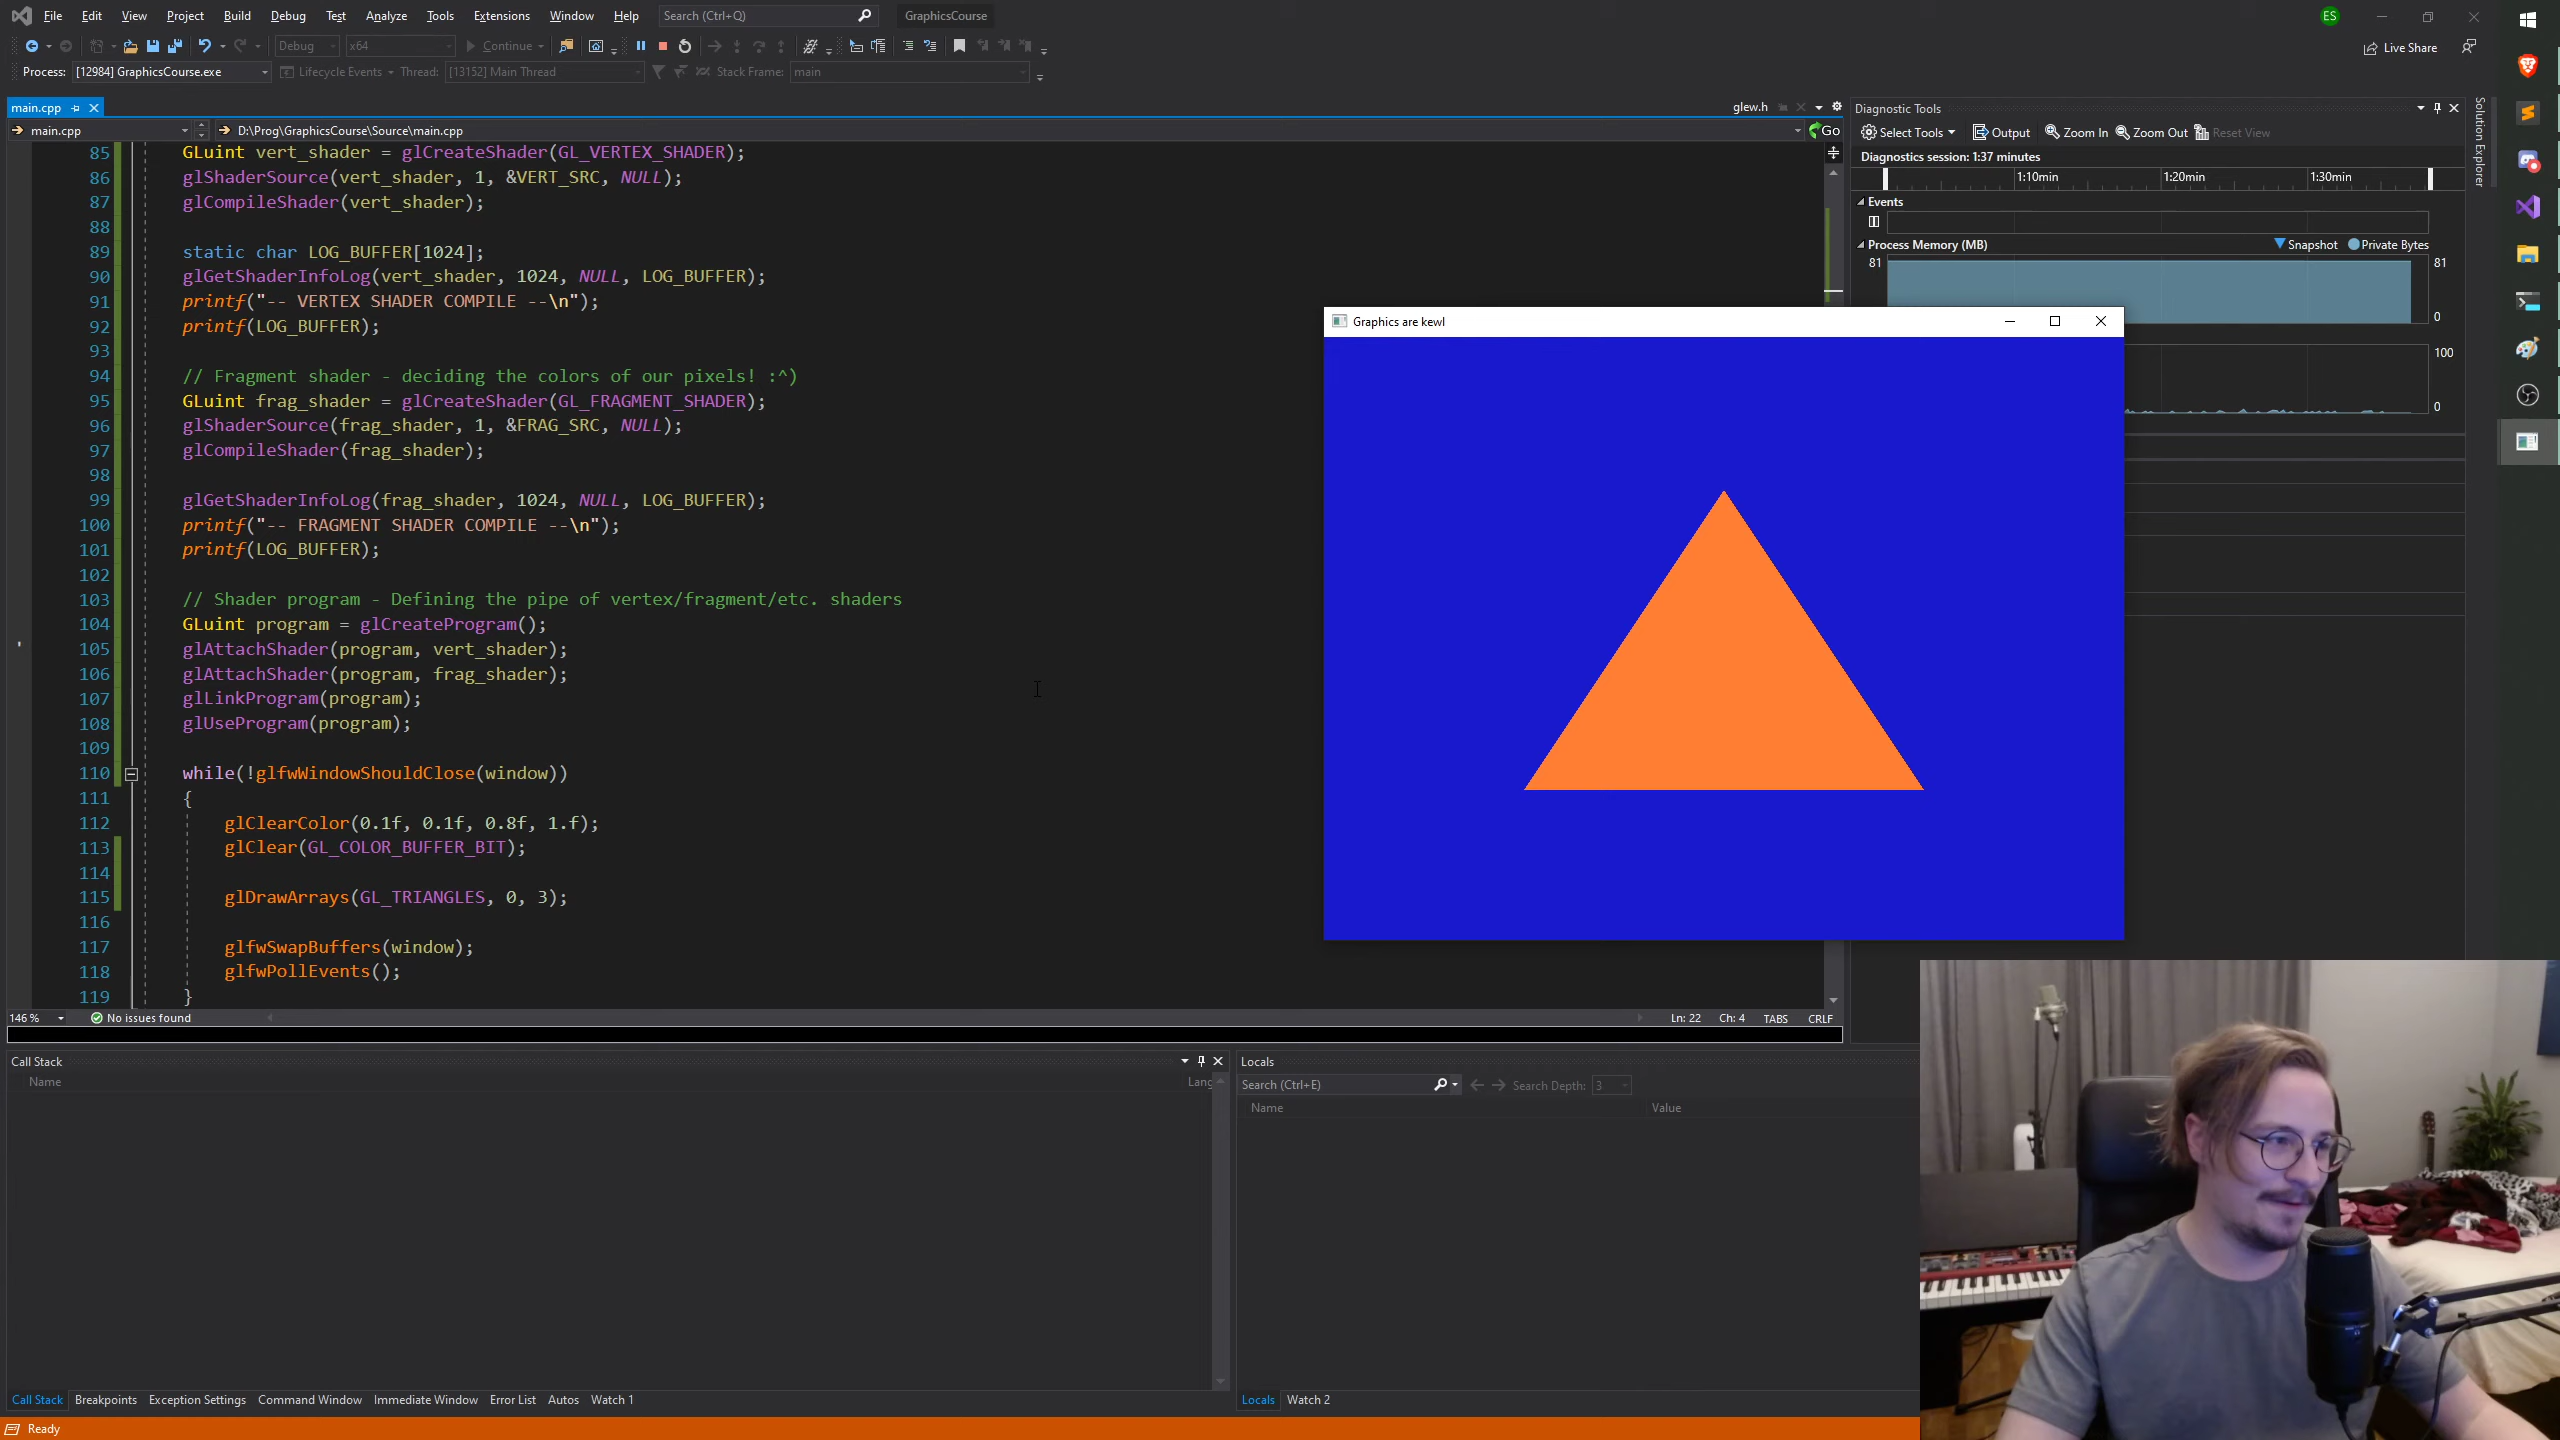 File Edit View Project Build Debug Test Analyze Tools Extensions Window Help Search (Ctrl+Q) GraphicsCourse ES
Debug x64 Continue Live Share
Process: [12984] GraphicsCourse.exe Lifecycle Events Thread: [13152] Main Thread Stack Frame: main
main.cpp glew.h
main.cpp D:\Prog\GraphicsCourse\Source\main.cpp Go
85 GLuint vert_shader = glCreateShader(GL_VERTEX_SHADER);
86 glShaderSource(vert_shader, 1, &VERT_SRC, NULL);
87 glCompileShader(vert_shader);
88
89 static char LOG_BUFFER[1024];
90 glGetShaderInfoLog(vert_shader, 1024, NULL, LOG_BUFFER);
91 printf("-- VERTEX SHADER COMPILE --\n");
92 printf(LOG_BUFFER);
93
94 // Fragment shader - deciding the colors of our pixels! :^)
95 GLuint frag_shader = glCreateShader(GL_FRAGMENT_SHADER);
96 glShaderSource(frag_shader, 1, &FRAG_SRC, NULL);
97 glCompileShader(frag_shader);
98
99 glGetShaderInfoLog(frag_shader, 1024, NULL, LOG_BUFFER);
100 printf("-- FRAGMENT SHADER COMPILE --\n");
101 printf(LOG_BUFFER);
102
103 // Shader program - Defining the pipe of vertex/fragment/etc. shaders
104 GLuint program = glCreateProgram();
105 glAttachShader(program, vert_shader);
106 glAttachShader(program, frag_shader);
107 glLinkProgram(program);
108 glUseProgram(program);
109
110 while(!glfwWindowShouldClose(window))
111 {
112 glClearColor(0.1f, 0.1f, 0.8f, 1.f);
113 glClear(GL_COLOR_BUFFER_BIT);
114
115 glDrawArrays(GL_TRIANGLES, 0, 3);
116
117 glfwSwapBuffers(window);
118 glfwPollEvents();
119 }
146 % No issues found Ln: 22 Ch: 4 TABS CRLF
Graphics are kewl
Diagnostic Tools
Select Tools Output Zoom In Zoom Out Reset View
Diagnostics session: 1:37 minutes
1:10min 1:20min 1:30min
Events
Process Memory (MB) Snapshot Private Bytes
81 81
0
100
0
Solution Explorer
Call Stack
Name Lang
Call Stack Breakpoints Exception Settings Command Window Immediate Window Error List Autos Watch 1
Locals
Search (Ctrl+E) Search Depth: 3
Name Value
Locals Watch 2
Ready